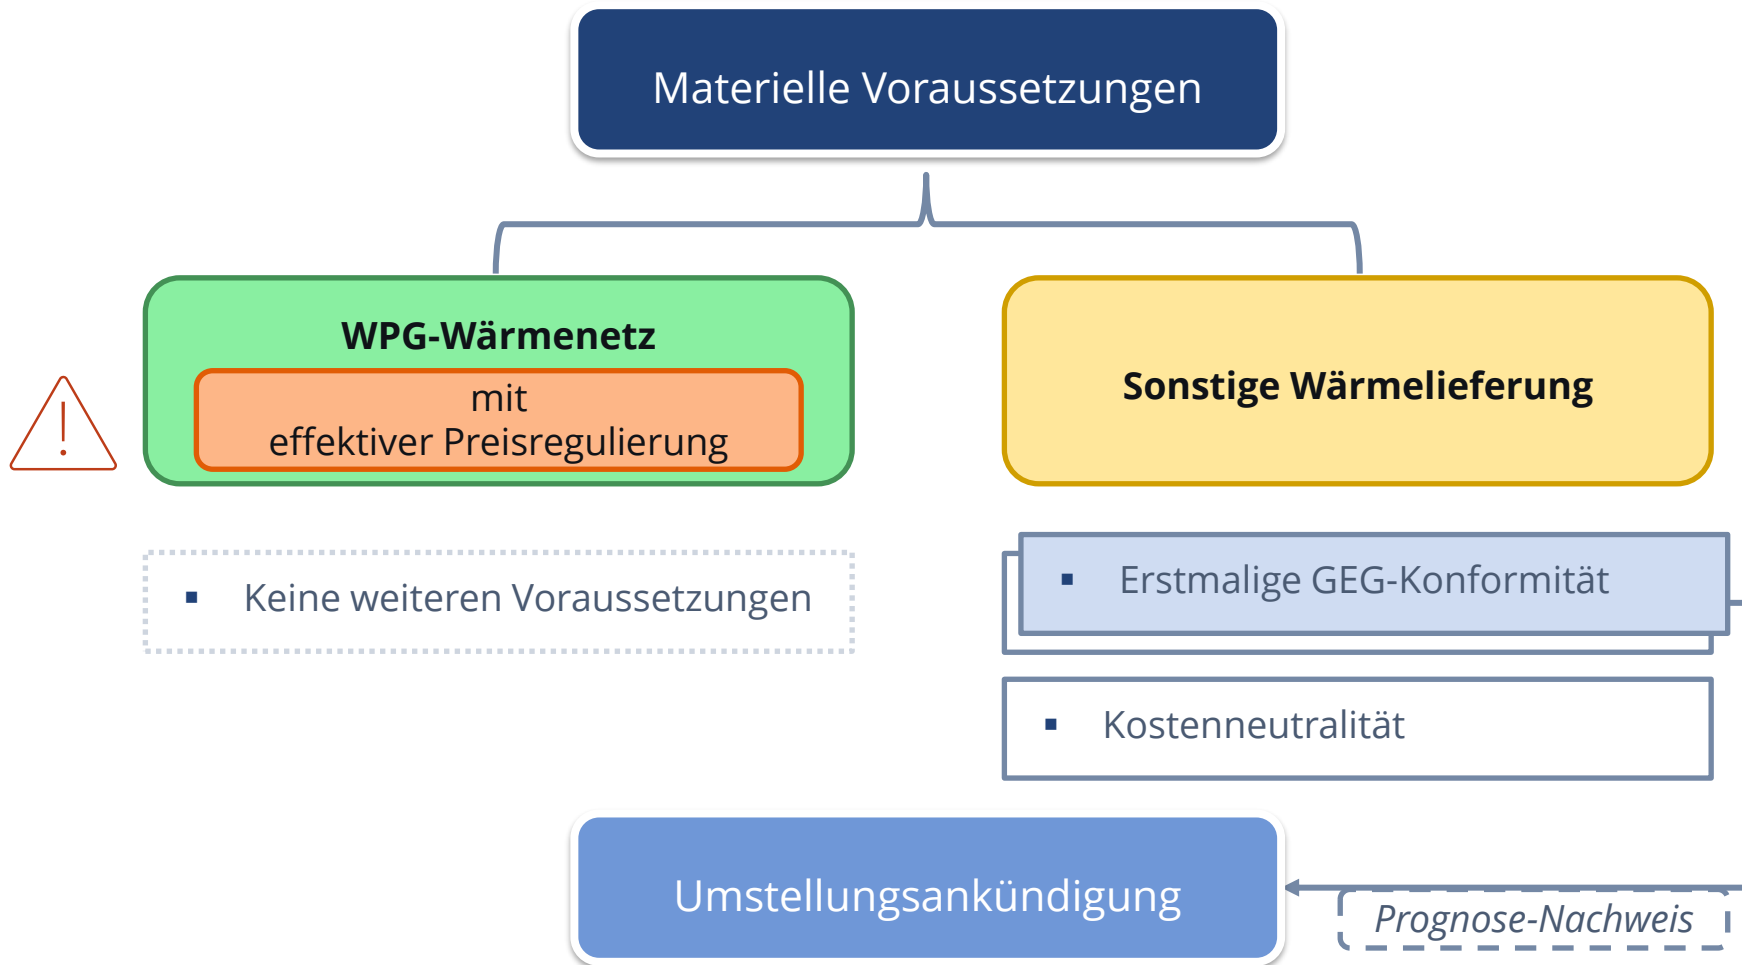 Materielle Voraussetzungen
WPG-Wärmenetz
mit
effektiver Preisregulierung
Sonstige Wärmelieferung
▪ Keine weiteren Voraussetzungen
▪ Erstmalige GEG-Konformität
▪ Kostenneutralität
Umstellungsankündigung
Prognose-Nachweis